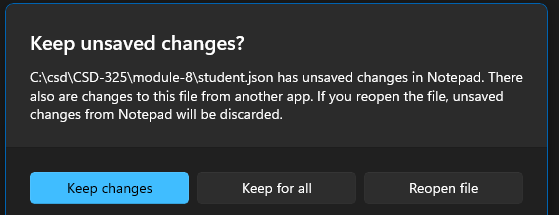 Keep unsaved changes?
C:\csd\CSD-325\module-8\student.json has unsaved changes in Notepad. There
also are changes to this file from another app. If you reopen the file, unsaved
changes from Notepad will be discarded.
Keep changes
Keep for all
Reopen file